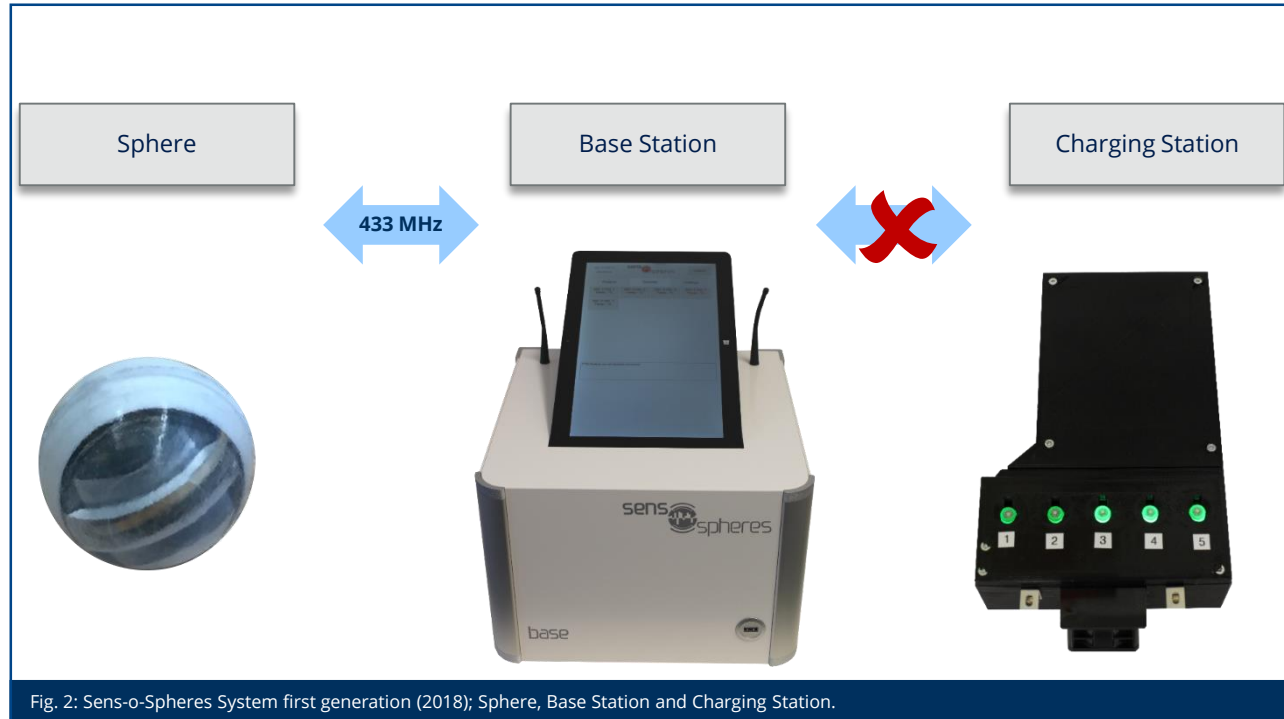 Sphere
Base Station
Charging Station
433 MHz
sens
spheres
base
1
2
3
4
5
Fig. 2: Sens-o-Spheres System first generation (2018); Sphere, Base Station and Charging Station.